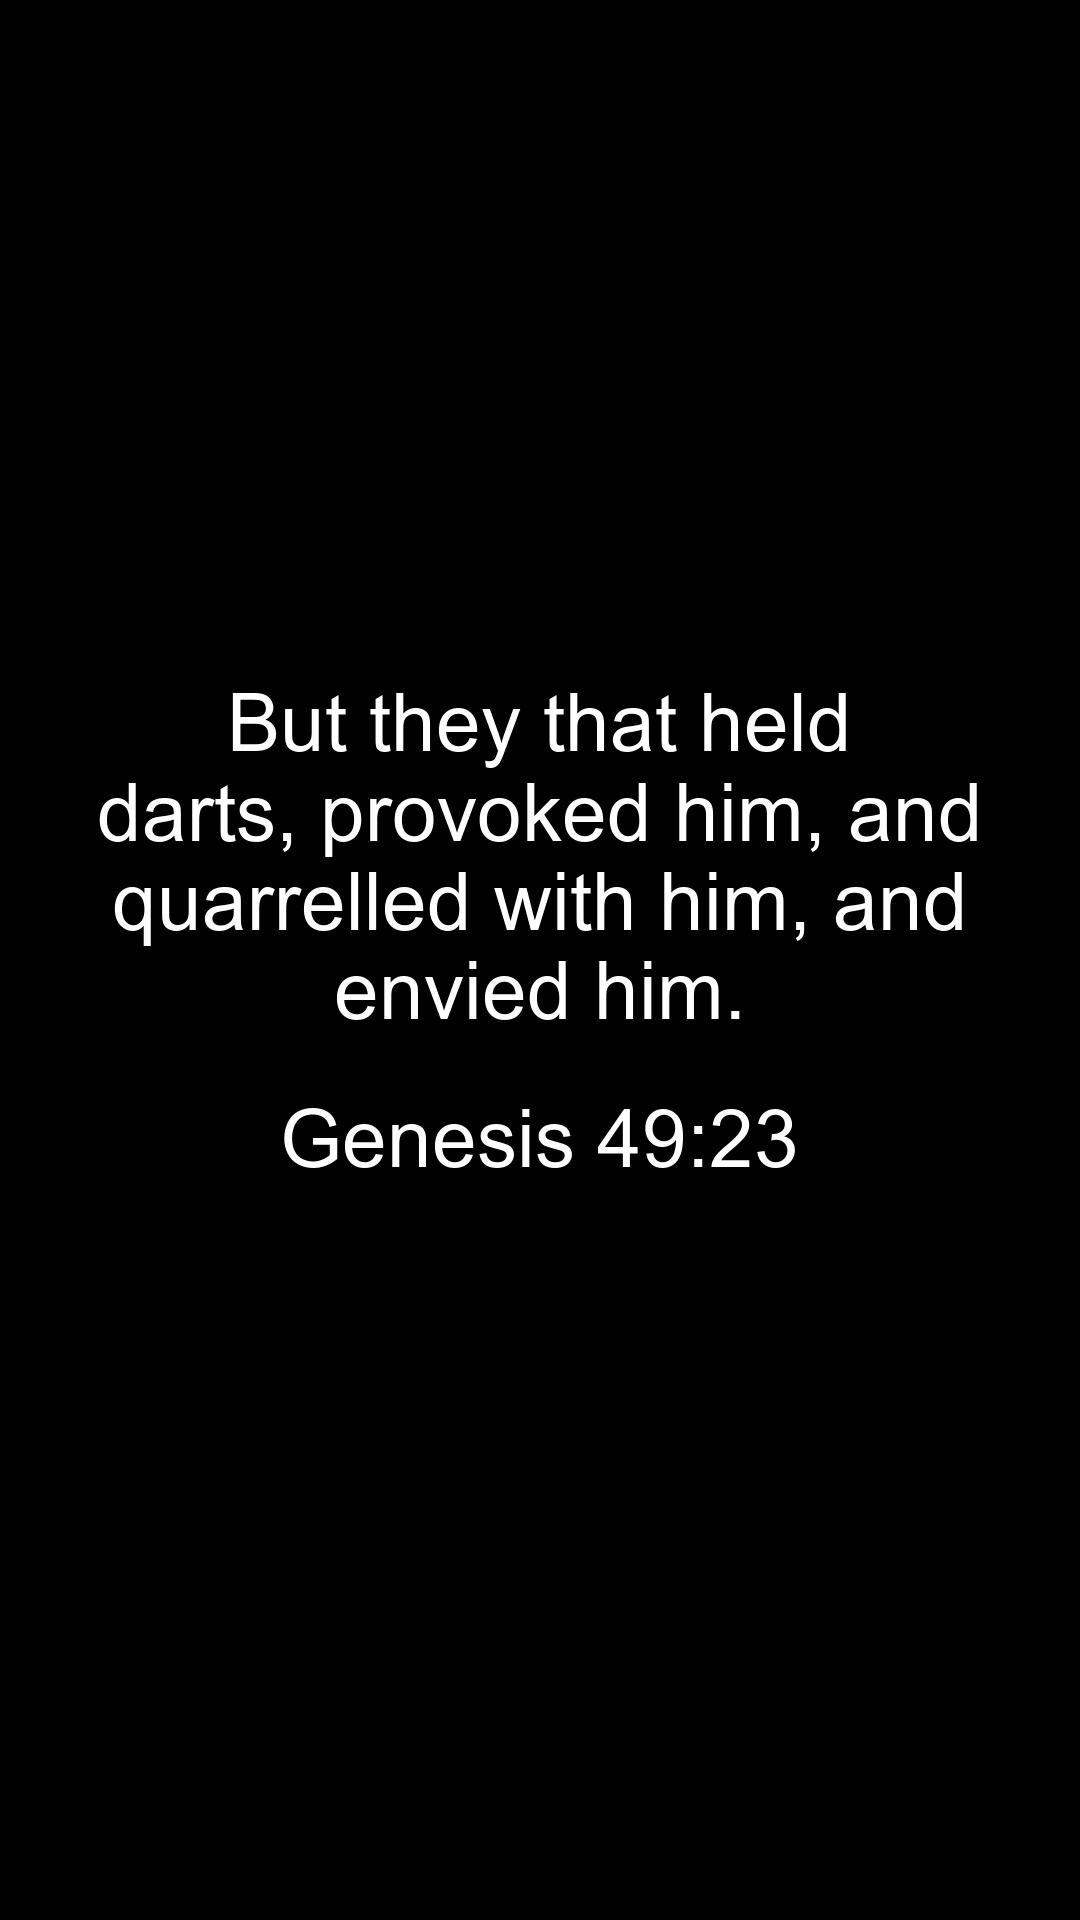 But they that held
darts, provoked him, and
quarrelled with him, and
envied him.
Genesis 49:23